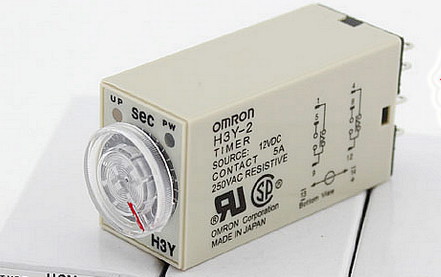 UP
SEC
PW
H3Y
OMRON
H3Y-2
TIMER
SOURCE: 12VDC
CONTACT 5A
250VAC RESISTIVE
OMRON Corporation
MADE IN JAPAN
Bottom View